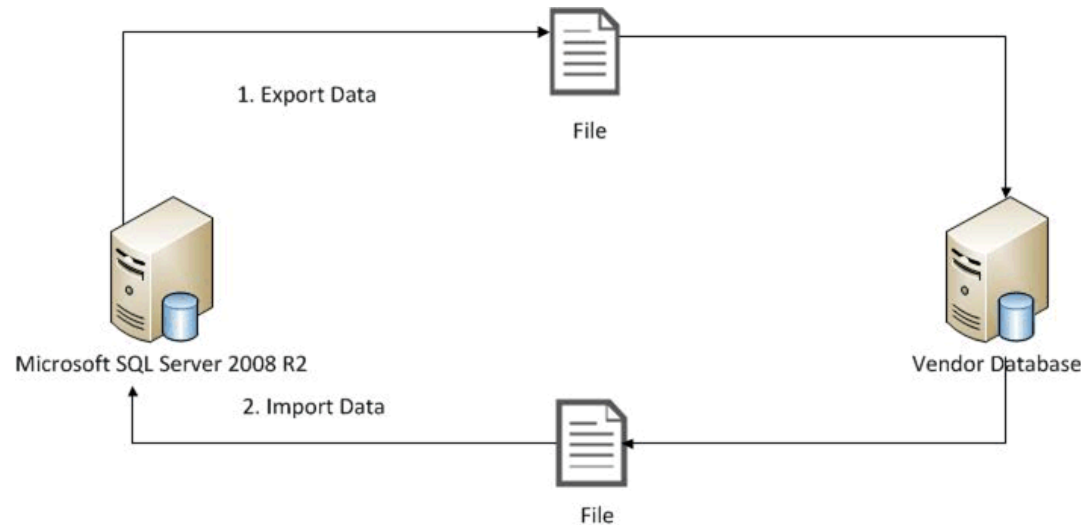 1. Export Data
File
Microsoft SQL Server 2008 R2
Vendor Database
2. Import Data
File